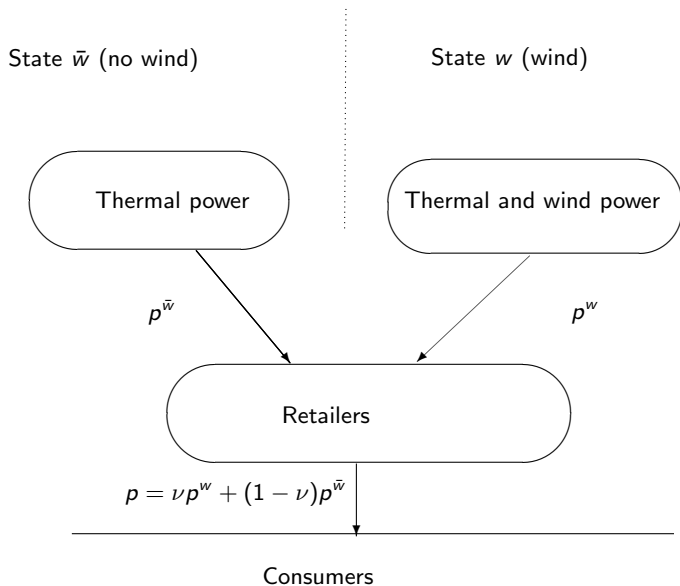 State w̄ (no wind)
State w (wind)
Thermal power
Thermal and wind power
p^w̄
p^w
Retailers
p = νp^w + (1 − ν)p^w̄
Consumers